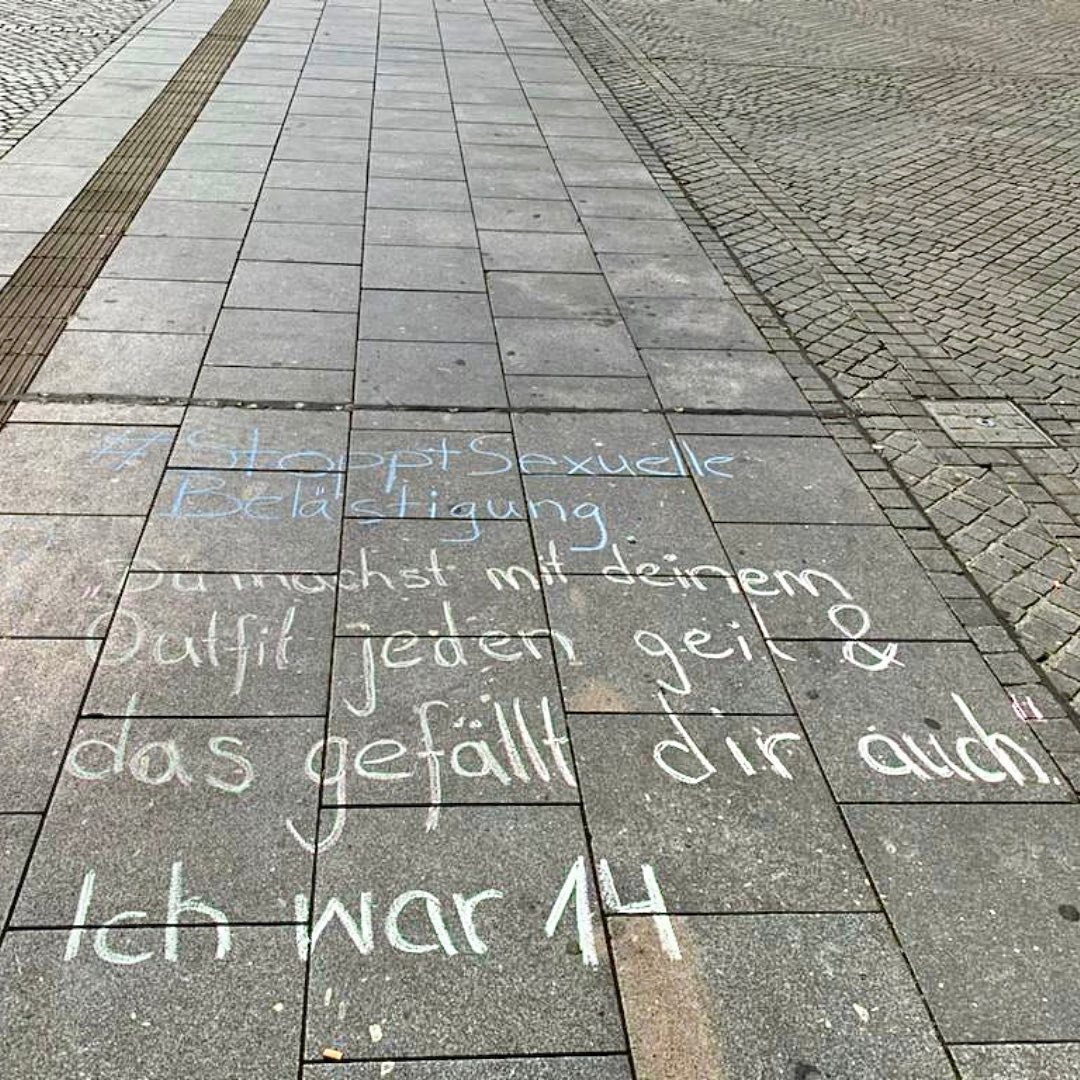 #StopptSexuelle
Belästigung
„Du machst mit deinem
Outfit jeden geil &
das gefällt dir auch."
Ich war 14